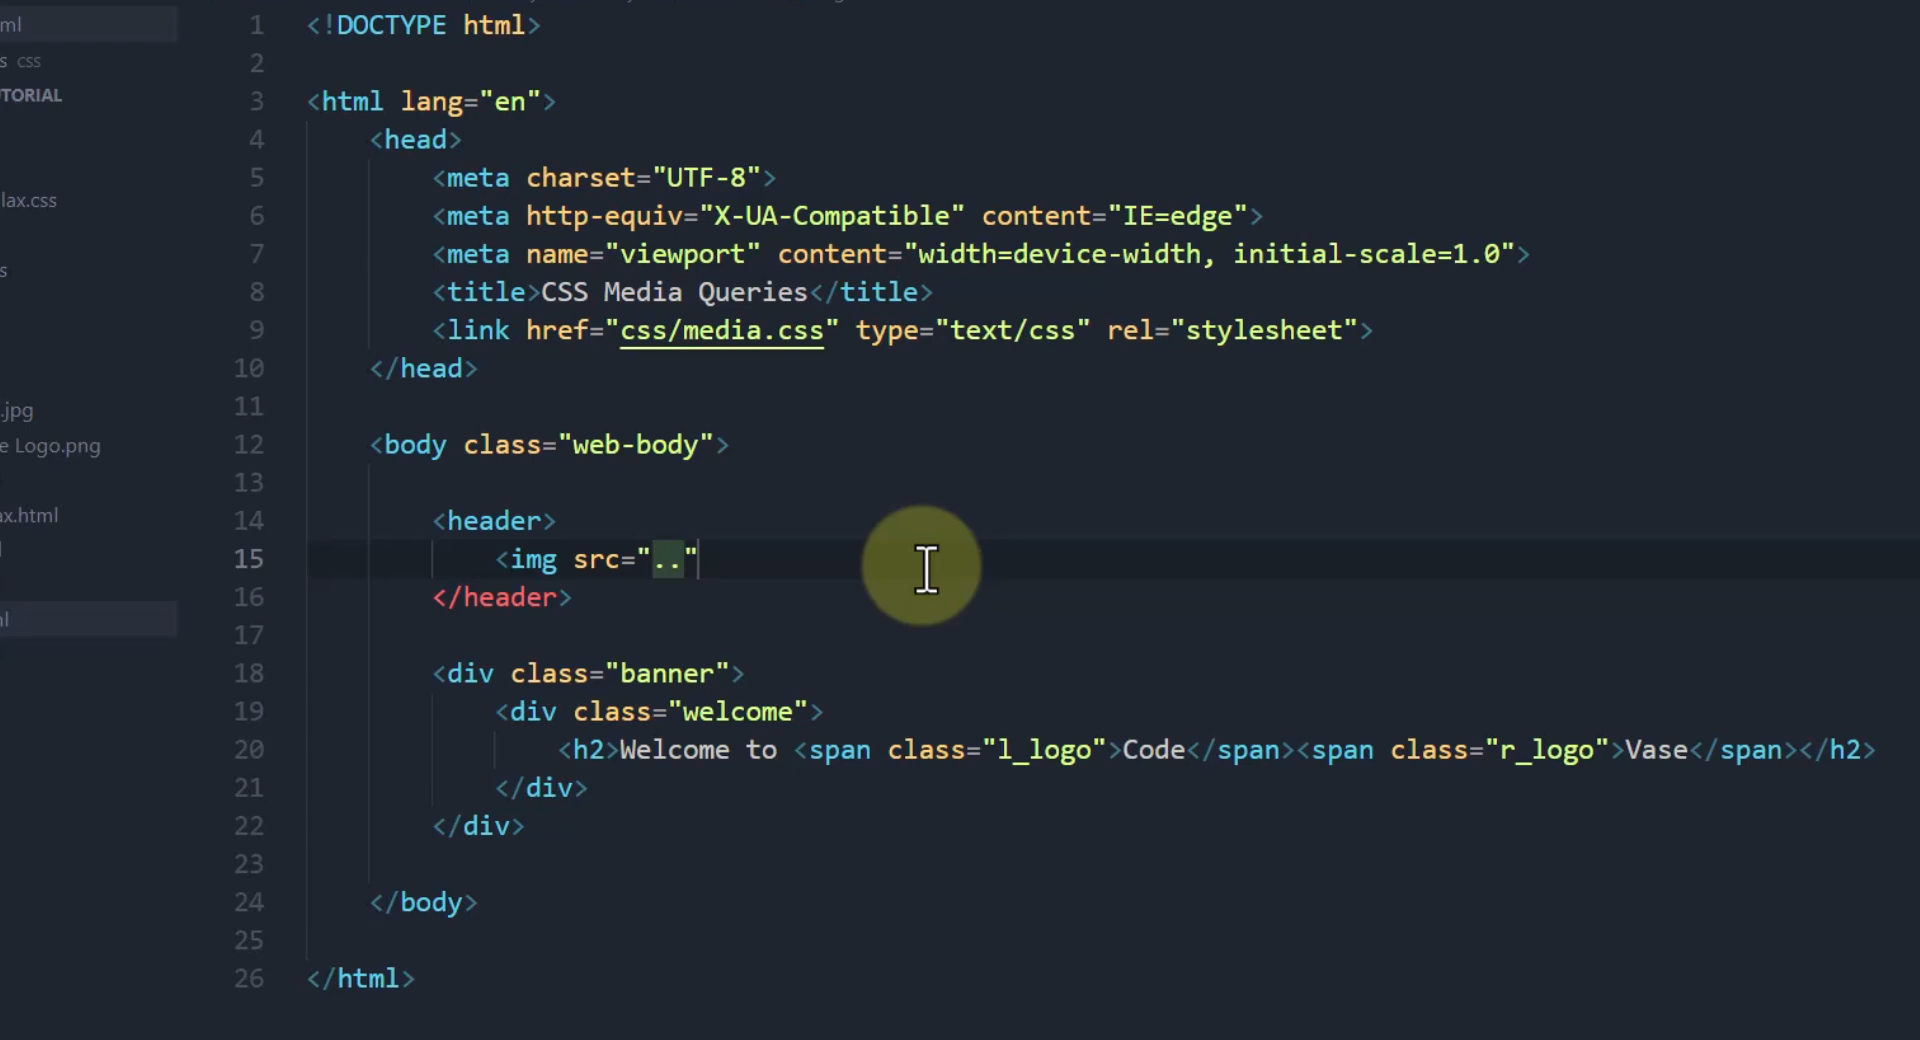 ml
s css
TORIAL
lax.css
s
.jpg
e Logo.png
ax.html
l
ml
1 <!DOCTYPE html>
2
3 <html lang="en">
4 <head>
5 <meta charset="UTF-8">
6 <meta http-equiv="X-UA-Compatible" content="IE=edge">
7 <meta name="viewport" content="width=device-width, initial-scale=1.0">
8 <title>CSS Media Queries</title>
9 <link href="css/media.css" type="text/css" rel="stylesheet">
10 </head>
11
12 <body class="web-body">
13
14 <header>
15 <img src=".."
16 </header>
17
18 <div class="banner">
19 <div class="welcome">
20 <h2>Welcome to <span class="l_logo">Code</span><span class="r_logo">Vase</span></h2>
21 </div>
22 </div>
23
24 </body>
25
26 </html>